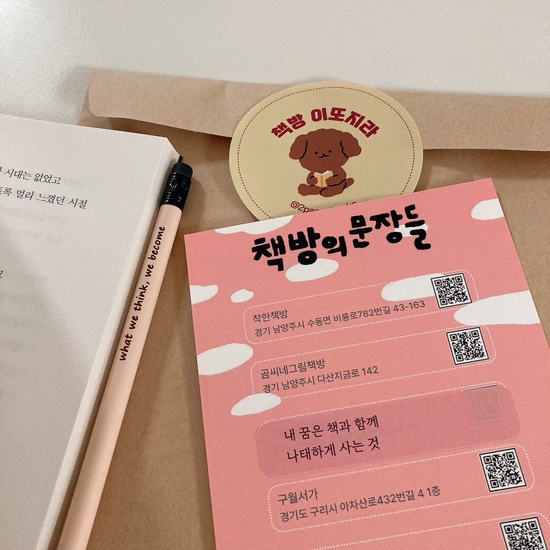 시대는 없었고
록 멀리 느꼈던 시절
고
what we think, we become
책방 이또지라
책방의 문장들
착한책방
경기 남양주시 수동면 비룡로782번길 43-163
곰씨네그림책방
경기 남양주시 다산지금로 142
내 꿈은 책과 함께
나태하게 사는 것
구월서가
경기도 구리시 아차산로432번길 4 1층